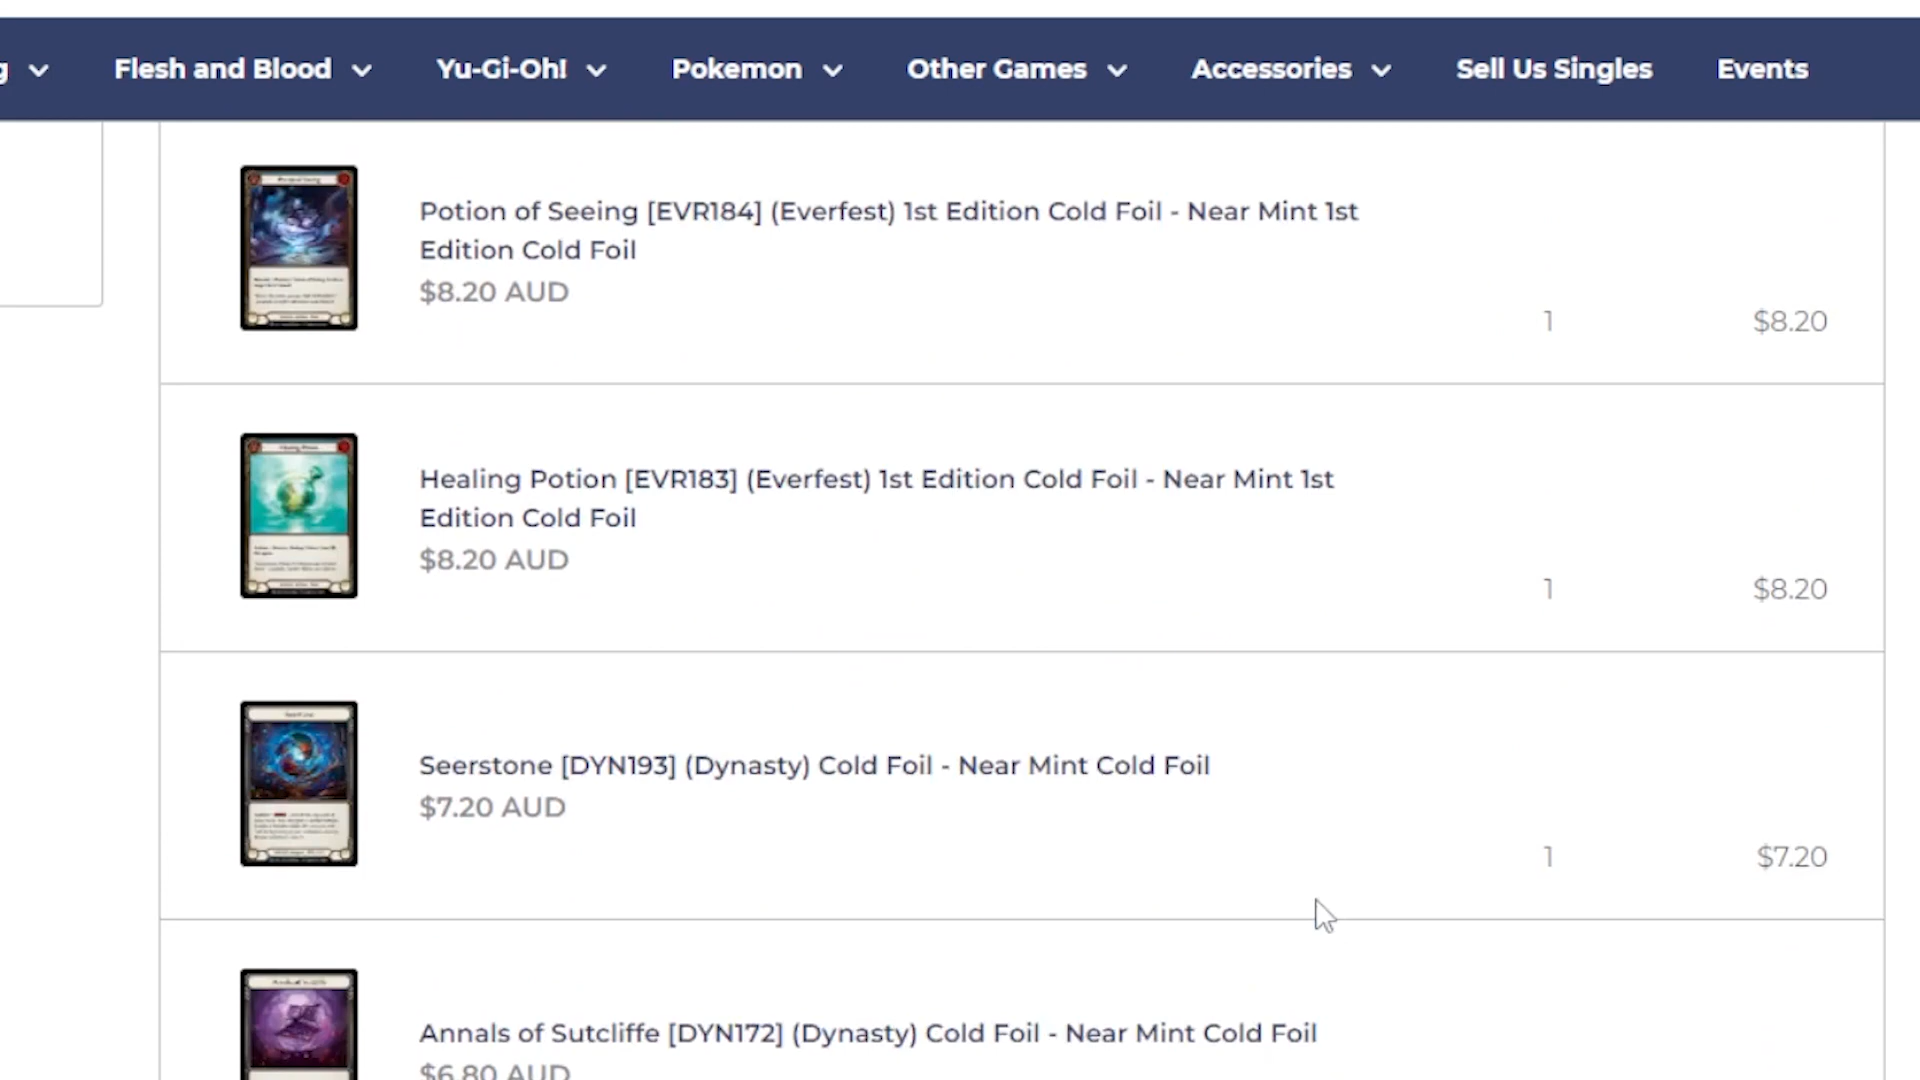 g Flesh and Blood Yu-Gi-Oh! Pokemon Other Games Accessories Sell Us Singles Events
Potion of Seeing [EVR184] (Everfest) 1st Edition Cold Foil - Near Mint 1st
Edition Cold Foil
$8.20 AUD
1 $8.20
Healing Potion [EVR183] (Everfest) 1st Edition Cold Foil - Near Mint 1st
Edition Cold Foil
$8.20 AUD
1 $8.20
Seerstone [DYN193] (Dynasty) Cold Foil - Near Mint Cold Foil
$7.20 AUD
1 $7.20
Annals of Sutcliffe [DYN172] (Dynasty) Cold Foil - Near Mint Cold Foil
$6.80 AUD